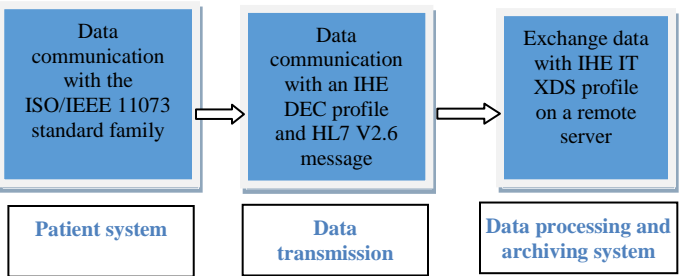 Data
communication
with the
ISO/IEEE 11073
standard family
Data
communication
with an IHE
DEC profile
and HL7 V2.6
message
Exchange data
with IHE IT
XDS profile
on a remote
server
Patient system
Data
transmission
Data processing and
archiving system